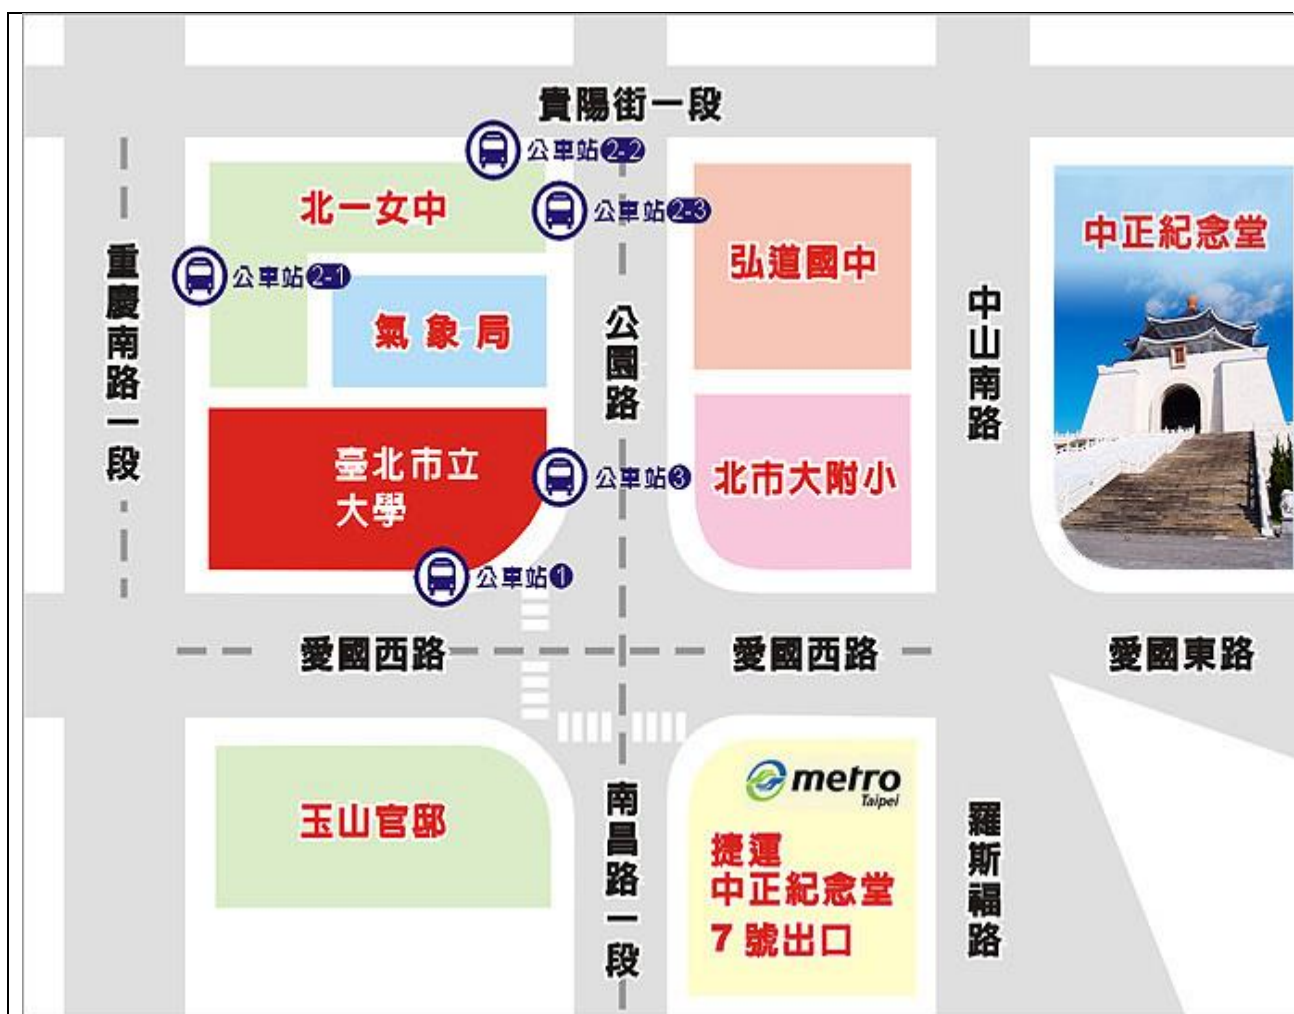 貴陽街一段
公車站2-2
北一女中
公車站2-3
中正紀念堂
弘道國中
公車站2-1
重慶南路一段
氣象局
公園路
中山南路
臺北市立
大學
公車站3
北市大附小
公車站1
愛國西路
愛國西路
愛國東路
metro
Taipei
玉山官邸
南昌路一段
捷運
中正紀念堂
7號出口
羅斯福路